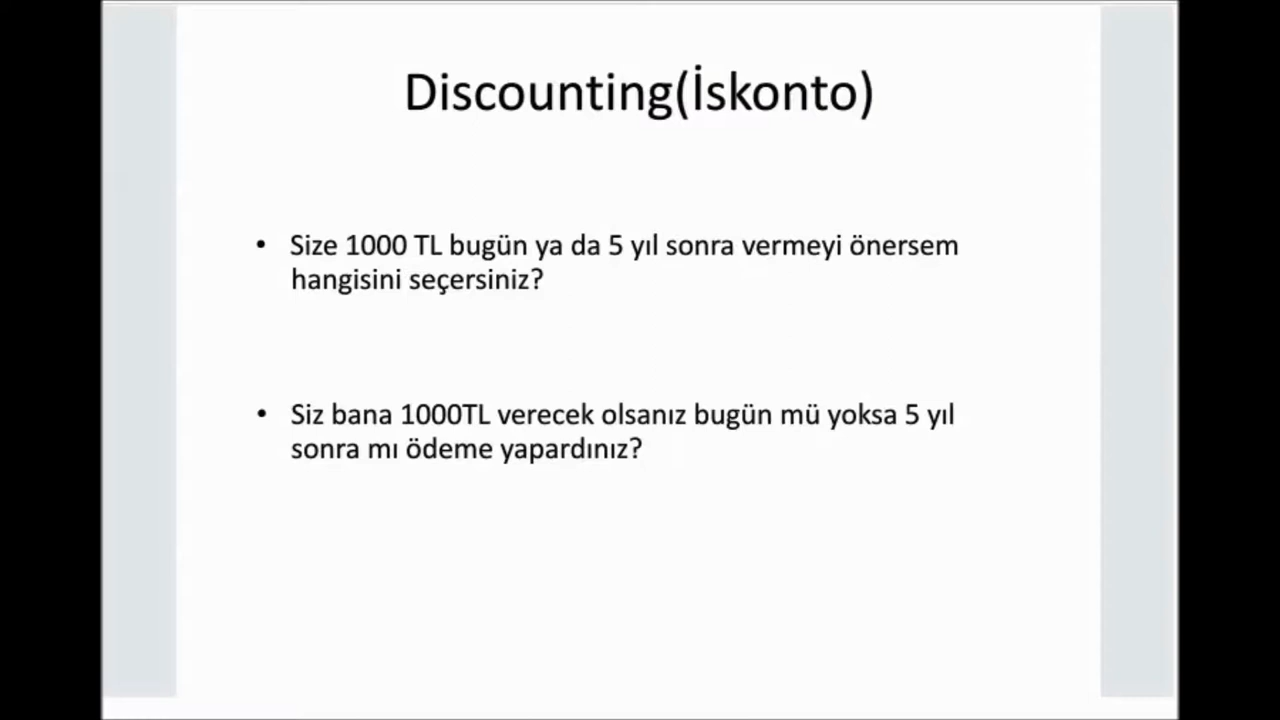 Discounting(İskonto)
• Size 1000 TL bugün ya da 5 yıl sonra vermeyi önersem
hangisini seçersiniz?
• Siz bana 1000TL verecek olsanız bugün mü yoksa 5 yıl
sonra mı ödeme yapardınız?